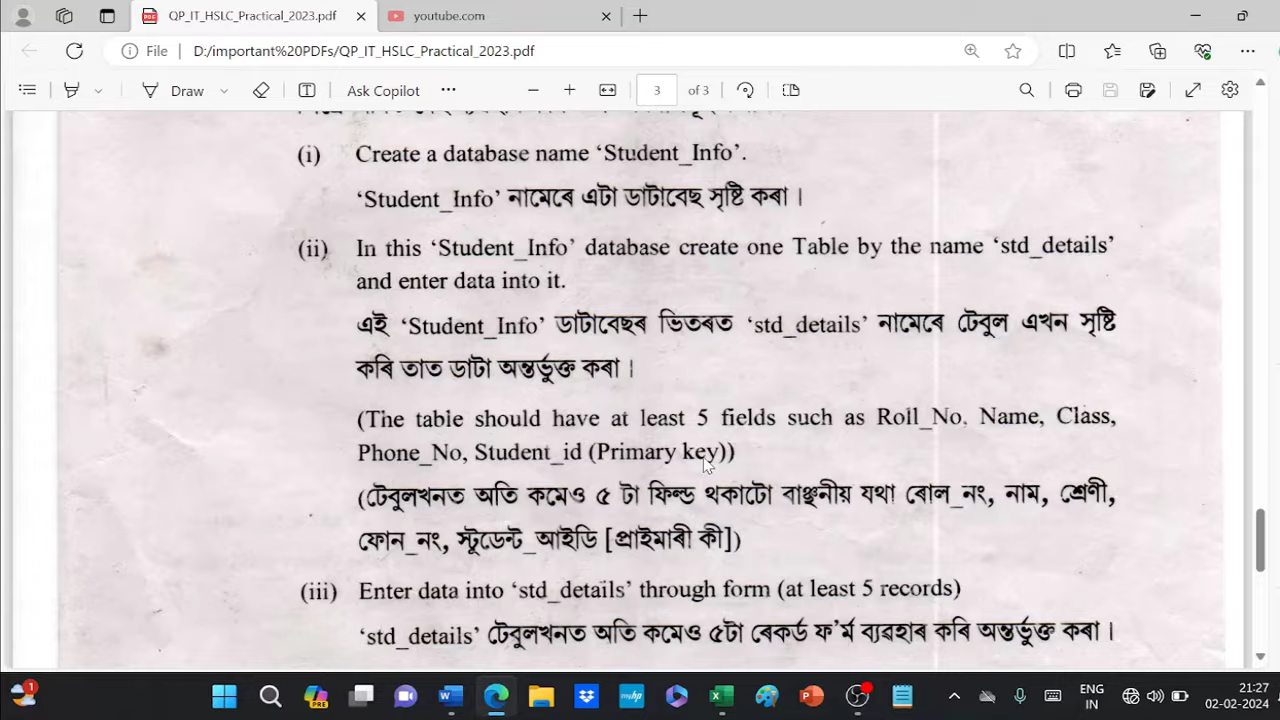 QP_IT_HSLC_Practical_2023.pdf
youtube.com
File
D:/important%20PDFs/QP_IT_HSLC_Practical_2023.pdf
Draw
Ask Copilot
3 of 3
(i) Create a database name ‘Student_Info’.
‘Student_Info’ নামেৰে এটা ডাটাবেছ সৃষ্টি কৰা ।
(ii) In this ‘Student_Info’ database create one Table by the name ‘std_details’
and enter data into it.
এই ‘Student_Info’ ডাটাবেছৰ ভিতৰত ‘std_details’ নামেৰে টেবুল এখন সৃষ্টি
কৰি তাত ডাটা অন্তৰ্ভুক্ত কৰা ।
(The table should have at least 5 fields such as Roll_No, Name, Class,
Phone_No, Student_id (Primary key))
(টেবুলখনত অতি কমেও ৫ টা ফিল্ড থকাটো বাঞ্ছনীয় যথা ৰোল_নং, নাম, শ্ৰেণী,
ফোন_নং, স্টুডেন্ট_আইডি [প্ৰাইমাৰী কী])
(iii) Enter data into ‘std_details’ through form (at least 5 records)
‘std_details’ টেবুলখনত অতি কমেও ৫টা ৰেকৰ্ড ফ’ৰ্ম ব্যৱহাৰ কৰি অন্তৰ্ভুক্ত কৰা ।
ENG
IN
21:27
02-02-2024